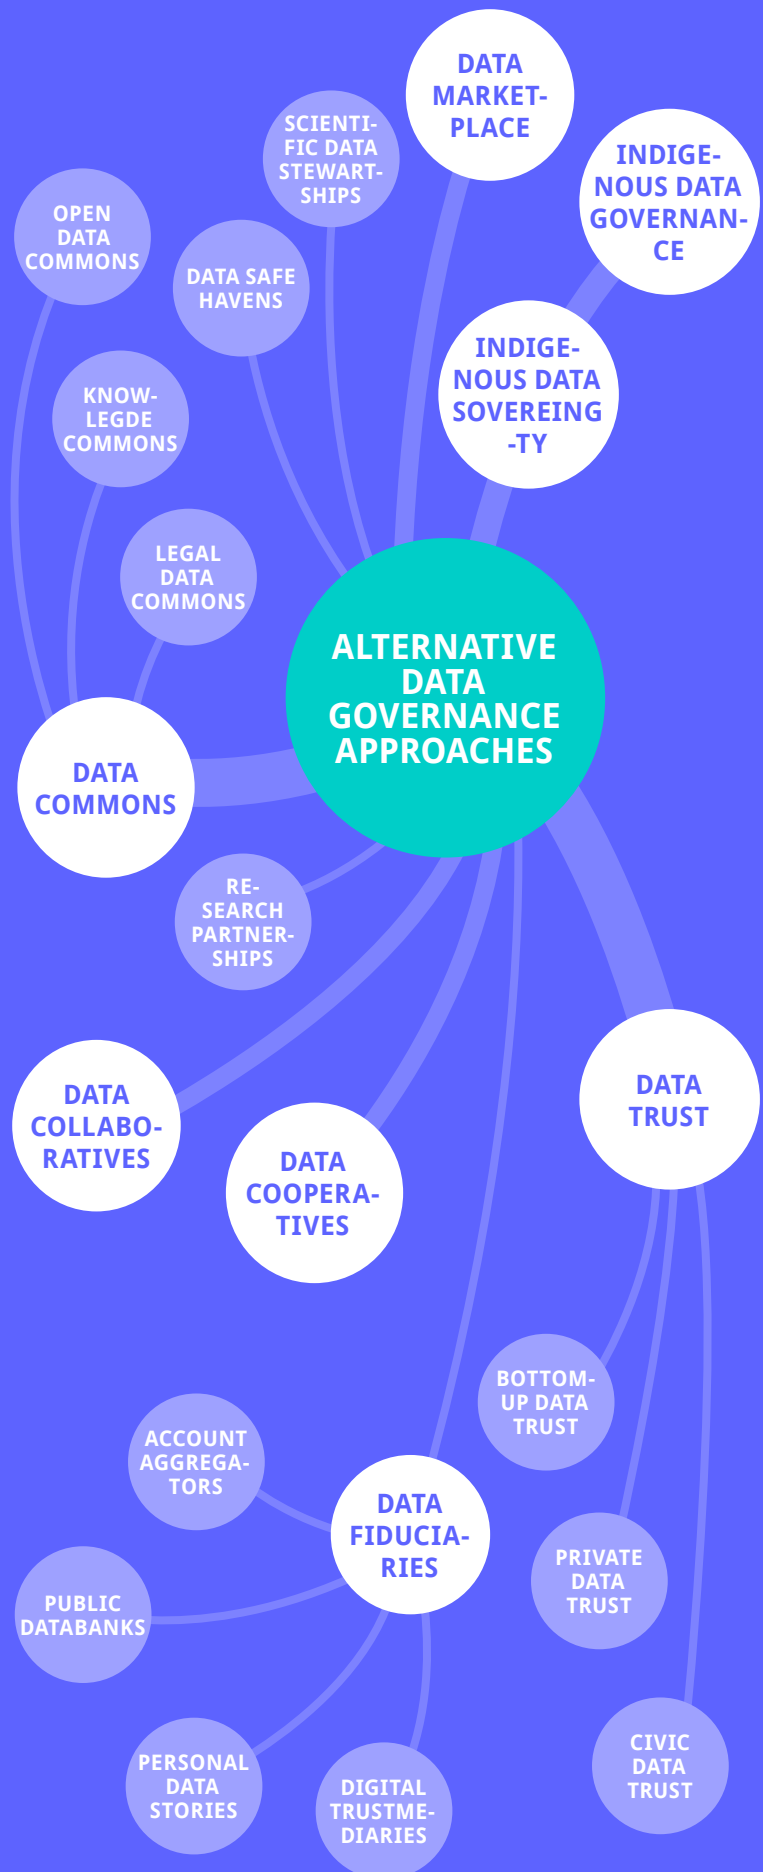 DATA
MARKET-
PLACE
SCIENTI-
FIC DATA
STEWART-
SHIPS
INDIGE-
NOUS DATA
GOVERNAN-
CE
OPEN
DATA
COMMONS
DATA SAFE
HAVENS
INDIGE-
NOUS DATA
SOVEREING
-TY
KNOW-
LEGDE
COMMONS
LEGAL
DATA
COMMONS
ALTERNATIVE
DATA
GOVERNANCE
APPROACHES
DATA
COMMONS
RE-
SEARCH
PARTNER-
SHIPS
DATA
COLLABO-
RATIVES
DATA
TRUST
DATA
COOPERA-
TIVES
BOTTOM-
UP DATA
TRUST
ACCOUNT
AGGREGA-
TORS
DATA
FIDUCIA-
RIES
PRIVATE
DATA
TRUST
PUBLIC
DATABANKS
CIVIC
DATA
TRUST
PERSONAL
DATA
STORIES
DIGITAL
TRUSTME-
DIARIES